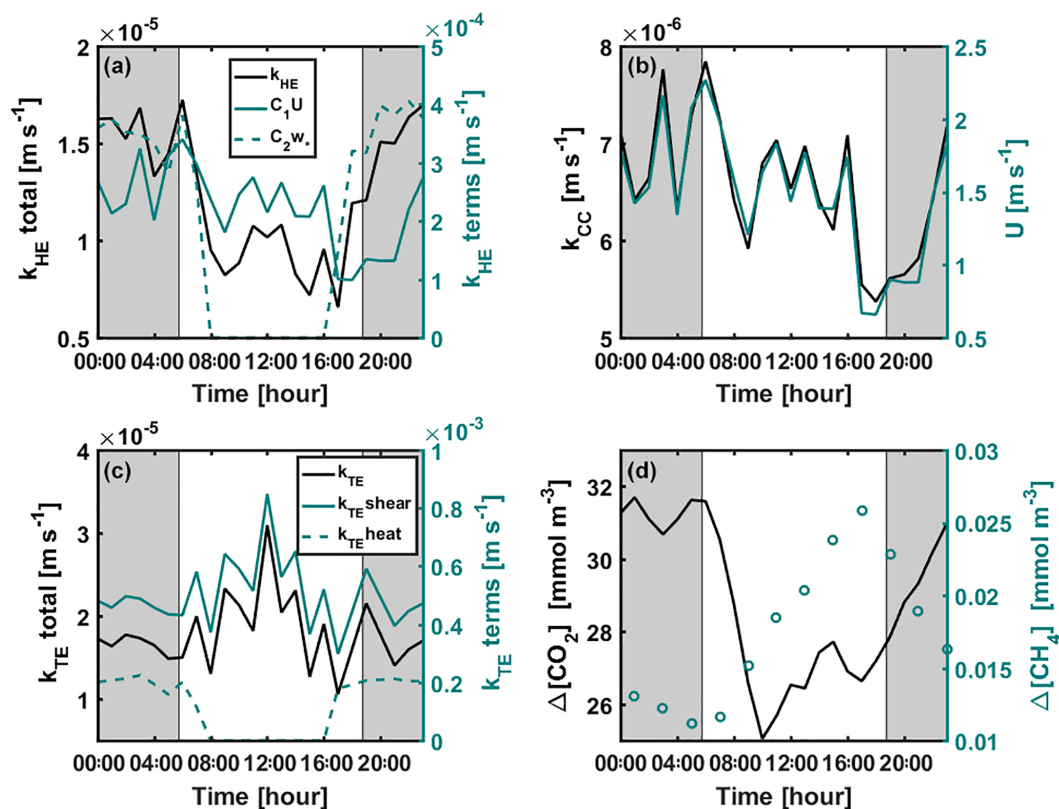 ×10⁻⁵
×10⁻⁴
(a)
k_HE
C₁U
C₂w*
2
1.5
1
0.5
5
4
3
2
1
0
k_HE total [m s⁻¹]
k_HE terms [m s⁻¹]
00:00 04:00 08:00 12:00 16:00 20:00
Time [hour]
×10⁻⁶
(b)
8
7
6
5
2.5
2
1.5
1
0.5
k_CC [m s⁻¹]
U [m s⁻¹]
00:00 04:00 08:00 12:00 16:00 20:00
Time [hour]
×10⁻⁵
×10⁻³
(c)
k_TE
k_TE shear
k_TE heat
4
3
2
1
1
0.8
0.6
0.4
0.2
0
k_TE total [m s⁻¹]
k_TE terms [m s⁻¹]
00:00 04:00 08:00 12:00 16:00 20:00
Time [hour]
(d)
32
30
28
26
0.03
0.025
0.02
0.015
0.01
Δ[CO₂] [mmol m⁻³]
Δ[CH₄] [mmol m⁻³]
00:00 04:00 08:00 12:00 16:00 20:00
Time [hour]